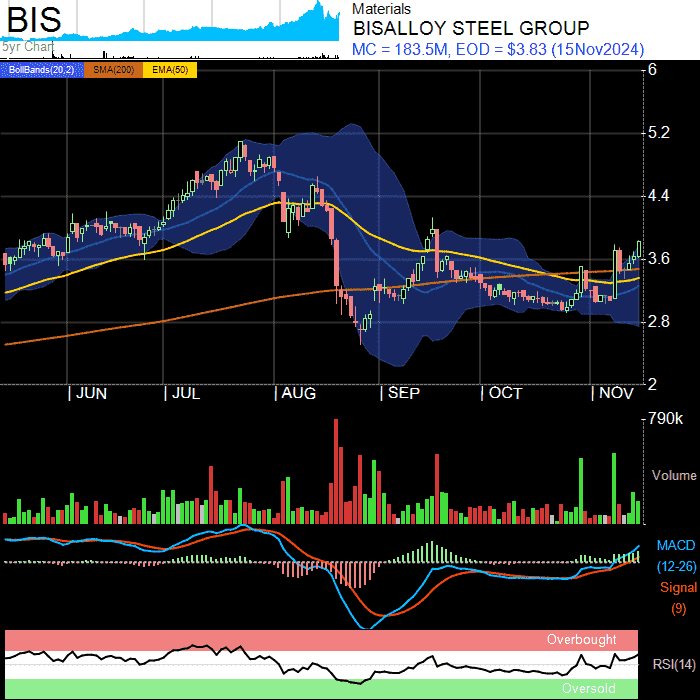 BIS
5yr Chart
Materials
BISALLOY STEEL GROUP
MC = 183.5M, EOD = $3.83 (15Nov2024)
BollBands(20,2) SMA(200) EMA(50)
6
5.2
4.4
3.6
2.8
2
JUN JUL AUG SEP OCT NOV
790k
Volume
MACD
(12-26)
Signal
(9)
Overbought
RSI(14)
Oversold